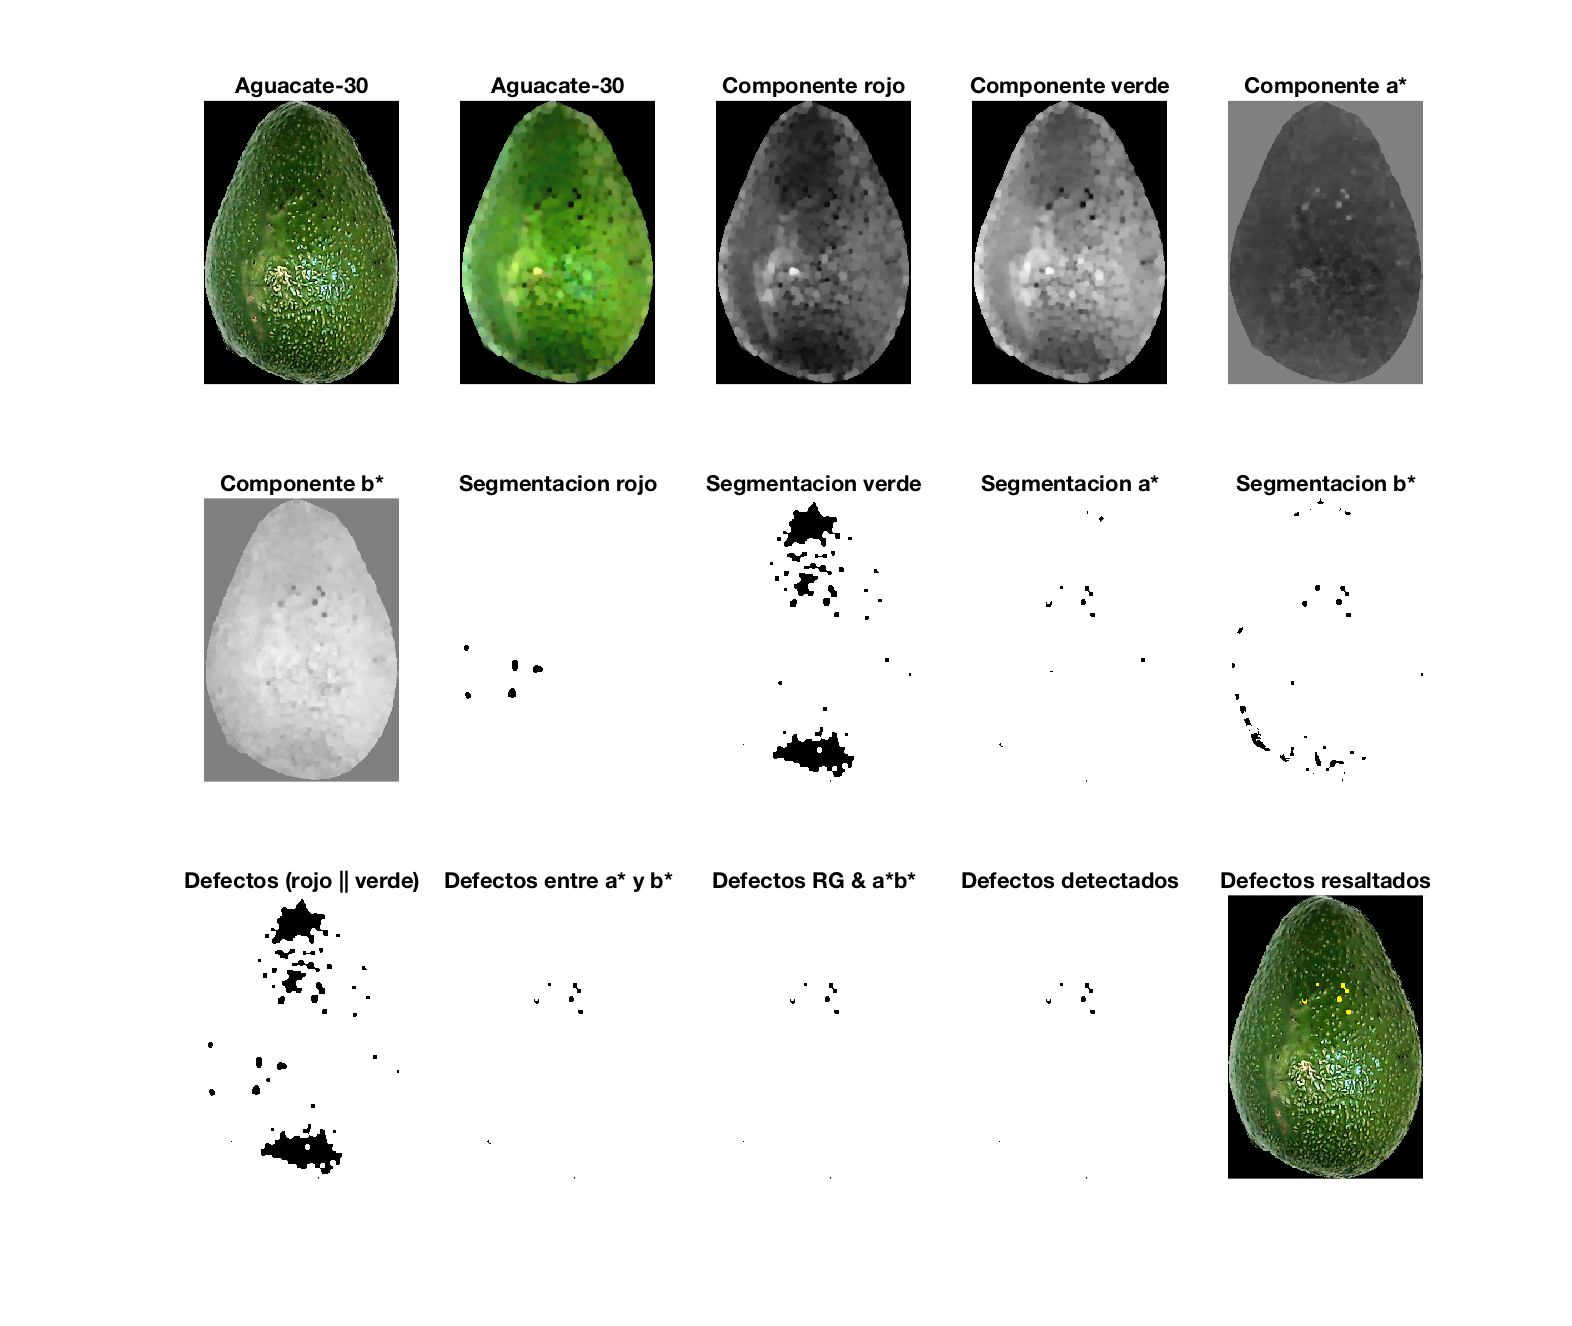 Aguacate-30
Aguacate-30
Componente rojo
Componente verde
Componente a*
Componente b*
Segmentacion rojo
Segmentacion verde
Segmentacion a*
Segmentacion b*
Defectos (rojo || verde)
Defectos entre a* y b*
Defectos RG & a*b*
Defectos detectados
Defectos resaltados